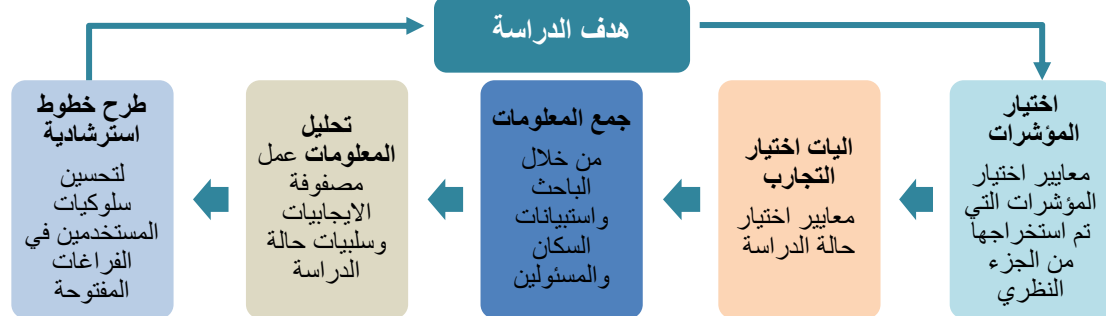 هدف الدراسة
اختيار
المؤشرات
معايير اختيار
المؤشرات التي
تم استخراجها
من الجزء
النظري
اليات اختيار
التجارب
معايير اختيار
حالة الدراسة
جمع المعلومات
من خلال
الباحث
واستبيانات
السكان
والمسئولين
تحليل
المعلومات عمل
مصفوفة
الايجابيات
وسلبيات حالة
الدراسة
طرح خطوط
استرشادية
لتحسين
سلوكيات
المستخدمين في
الفراغات
المفتوحة